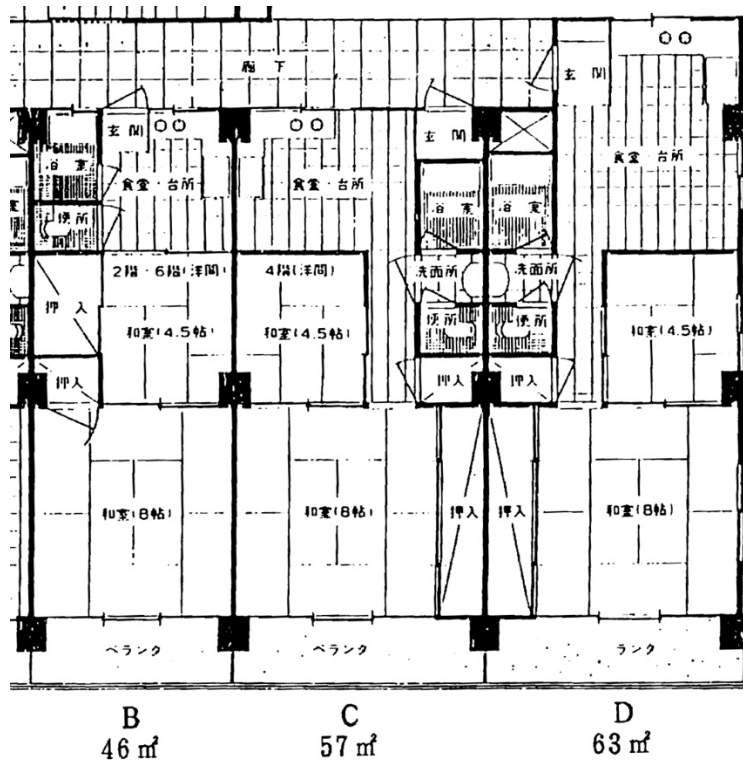 廊下
玄関
玄関
玄関
浴室
食堂・台所
食堂・台所
食堂・台所
便所
浴室
浴室
2階・6階(洋間)
4階(洋間)
洗面所
洗面所
押入
和室(4.5帖)
和室(4.5帖)
便所
便所
和室(4.5帖)
押入
押入
押入
和室(8帖)
和室(8帖)
押入
押入
和室(8帖)
ベランダ
ベランダ
ランダ
B
C
D
46㎡
57㎡
63㎡